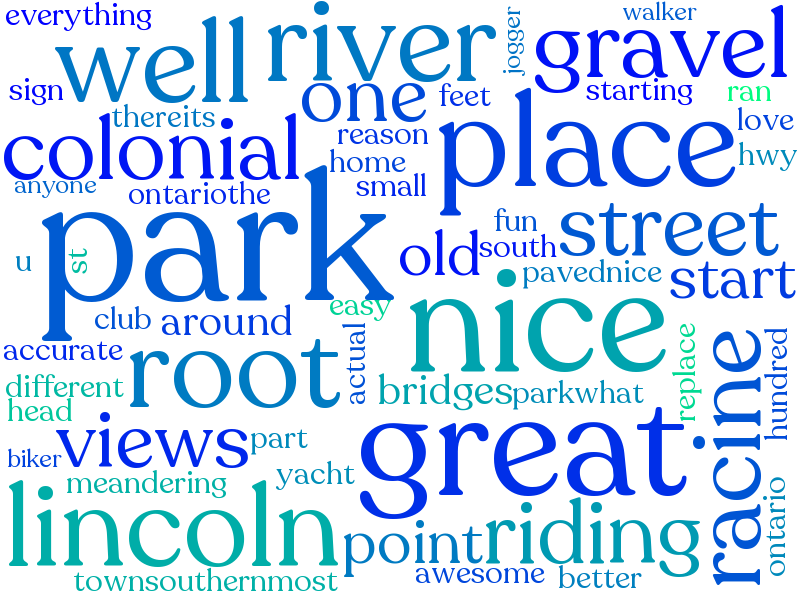 everything
well
river
jogger
walker
gravel
sign
one
feet
starting
ran
thereits
colonial
reason
place
love
home
hwy
anyone
ontariothe
small
park
fun
street
u
st
old
south
pavednice
start
club
around
easy
nice
accurate
root
actual
replace
racine
hundred
different
bridges
parkwhat
head
views
part
great
biker
meandering
yacht
lincoln
point
riding
ontario
townsouthernmost
awesome
better